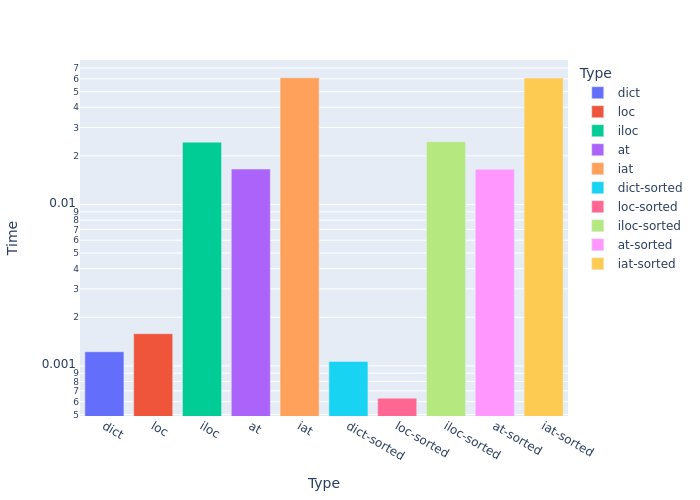 Time
7
6
5
4
3
2
0.01
9
8
7
6
5
4
3
2
0.001
9
8
7
6
5
dict
loc
iloc
at
iat
dict-sorted
loc-sorted
iloc-sorted
at-sorted
iat-sorted
Type
Type
dict
loc
iloc
at
iat
dict-sorted
loc-sorted
iloc-sorted
at-sorted
iat-sorted